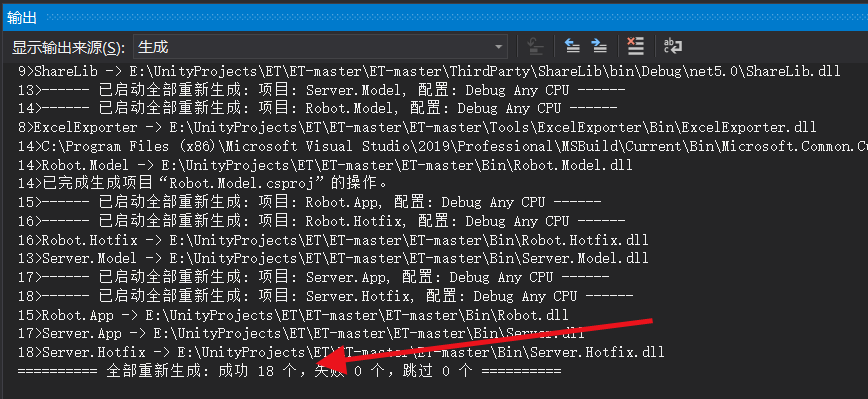 输出
显示输出来源(S): 生成
9>ShareLib -> E:\UnityProjects\ET\ET-master\ET-master\ThirdParty\ShareLib\bin\Debug\net5.0\ShareLib.dll
13>------ 已启动全部重新生成: 项目: Server.Model, 配置: Debug Any CPU ------
14>------ 已启动全部重新生成: 项目: Robot.Model, 配置: Debug Any CPU ------
8>ExcelExporter -> E:\UnityProjects\ET\ET-master\ET-master\Tools\ExcelExporter\Bin\ExcelExporter.dll
14>C:\Program Files (x86)\Microsoft Visual Studio\2019\Professional\MSBuild\Current\Bin\Microsoft.Common.Cu
14>Robot.Model -> E:\UnityProjects\ET\ET-master\ET-master\Bin\Robot.Model.dll
14>已完成生成项目“Robot.Model.csproj”的操作。
15>------ 已启动全部重新生成: 项目: Robot.App, 配置: Debug Any CPU ------
16>------ 已启动全部重新生成: 项目: Robot.Hotfix, 配置: Debug Any CPU ------
16>Robot.Hotfix -> E:\UnityProjects\ET\ET-master\ET-master\Bin\Robot.Hotfix.dll
13>Server.Model -> E:\UnityProjects\ET\ET-master\ET-master\Bin\Server.Model.dll
17>------ 已启动全部重新生成: 项目: Server.App, 配置: Debug Any CPU ------
18>------ 已启动全部重新生成: 项目: Server.Hotfix, 配置: Debug Any CPU ------
15>Robot.App -> E:\UnityProjects\ET\ET-master\ET-master\Bin\Robot.dll
17>Server.App -> E:\UnityProjects\ET\ET-master\ET-master\Bin\Server.dll
18>Server.Hotfix -> E:\UnityProjects\ET\ET-master\ET-master\Bin\Server.Hotfix.dll
========== 全部重新生成: 成功 18 个，失败 0 个，跳过 0 个 ==========